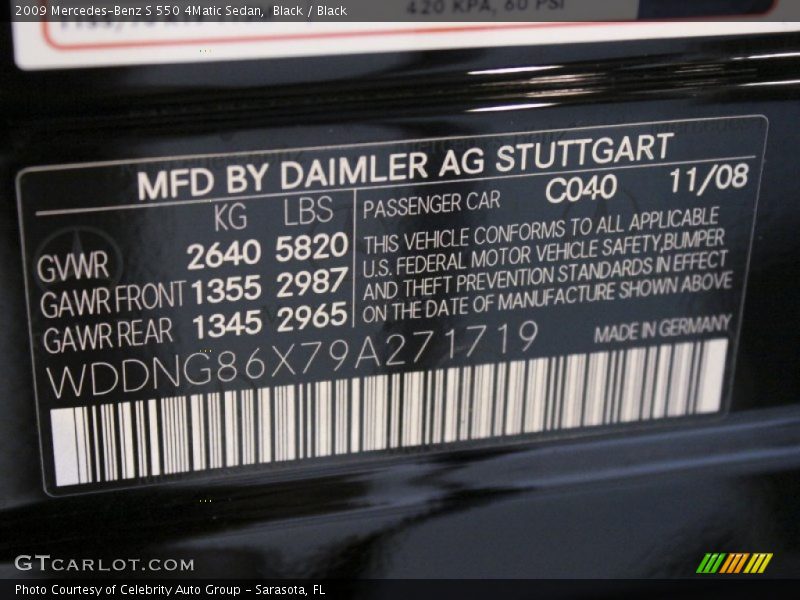 2009 Mercedes-Benz S 550 4Matic Sedan, Black / Black
420 KPA, 60 PSI
MFD BY DAIMLER AG STUTTGART
KG LBS
GVWR 2640 5820
GAWR FRONT 1355 2987
GAWR REAR 1345 2965
PASSENGER CAR C040 11/08
THIS VEHICLE CONFORMS TO ALL APPLICABLE
U.S. FEDERAL MOTOR VEHICLE SAFETY,BUMPER
AND THEFT PREVENTION STANDARDS IN EFFECT
ON THE DATE OF MANUFACTURE SHOWN ABOVE
WDDNG86X79A271719
MADE IN GERMANY
GTCARLOT.COM
Photo Courtesy of Celebrity Auto Group - Sarasota, FL